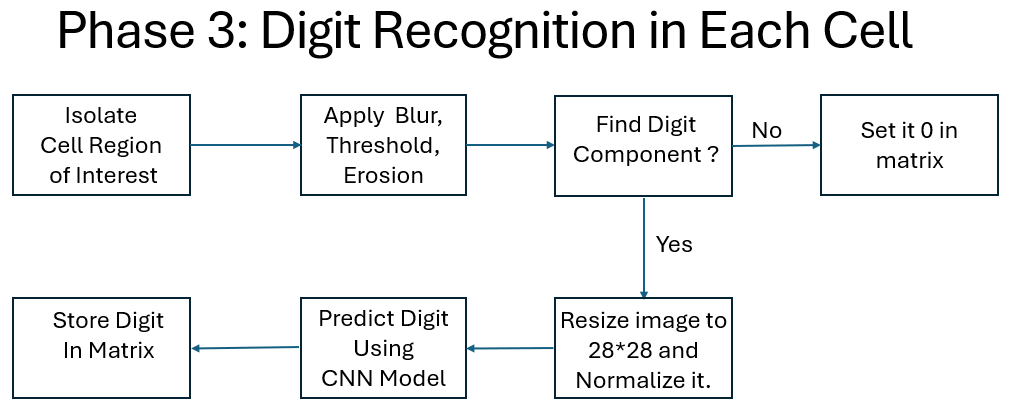 Phase 3: Digit Recognition in Each Cell
Isolate
Cell Region
of Interest
Apply Blur,
Threshold,
Erosion
Find Digit
Component ?
No
Set it 0 in
matrix
Yes
Resize image to
28*28 and
Normalize it.
Predict Digit
Using
CNN Model
Store Digit
In Matrix